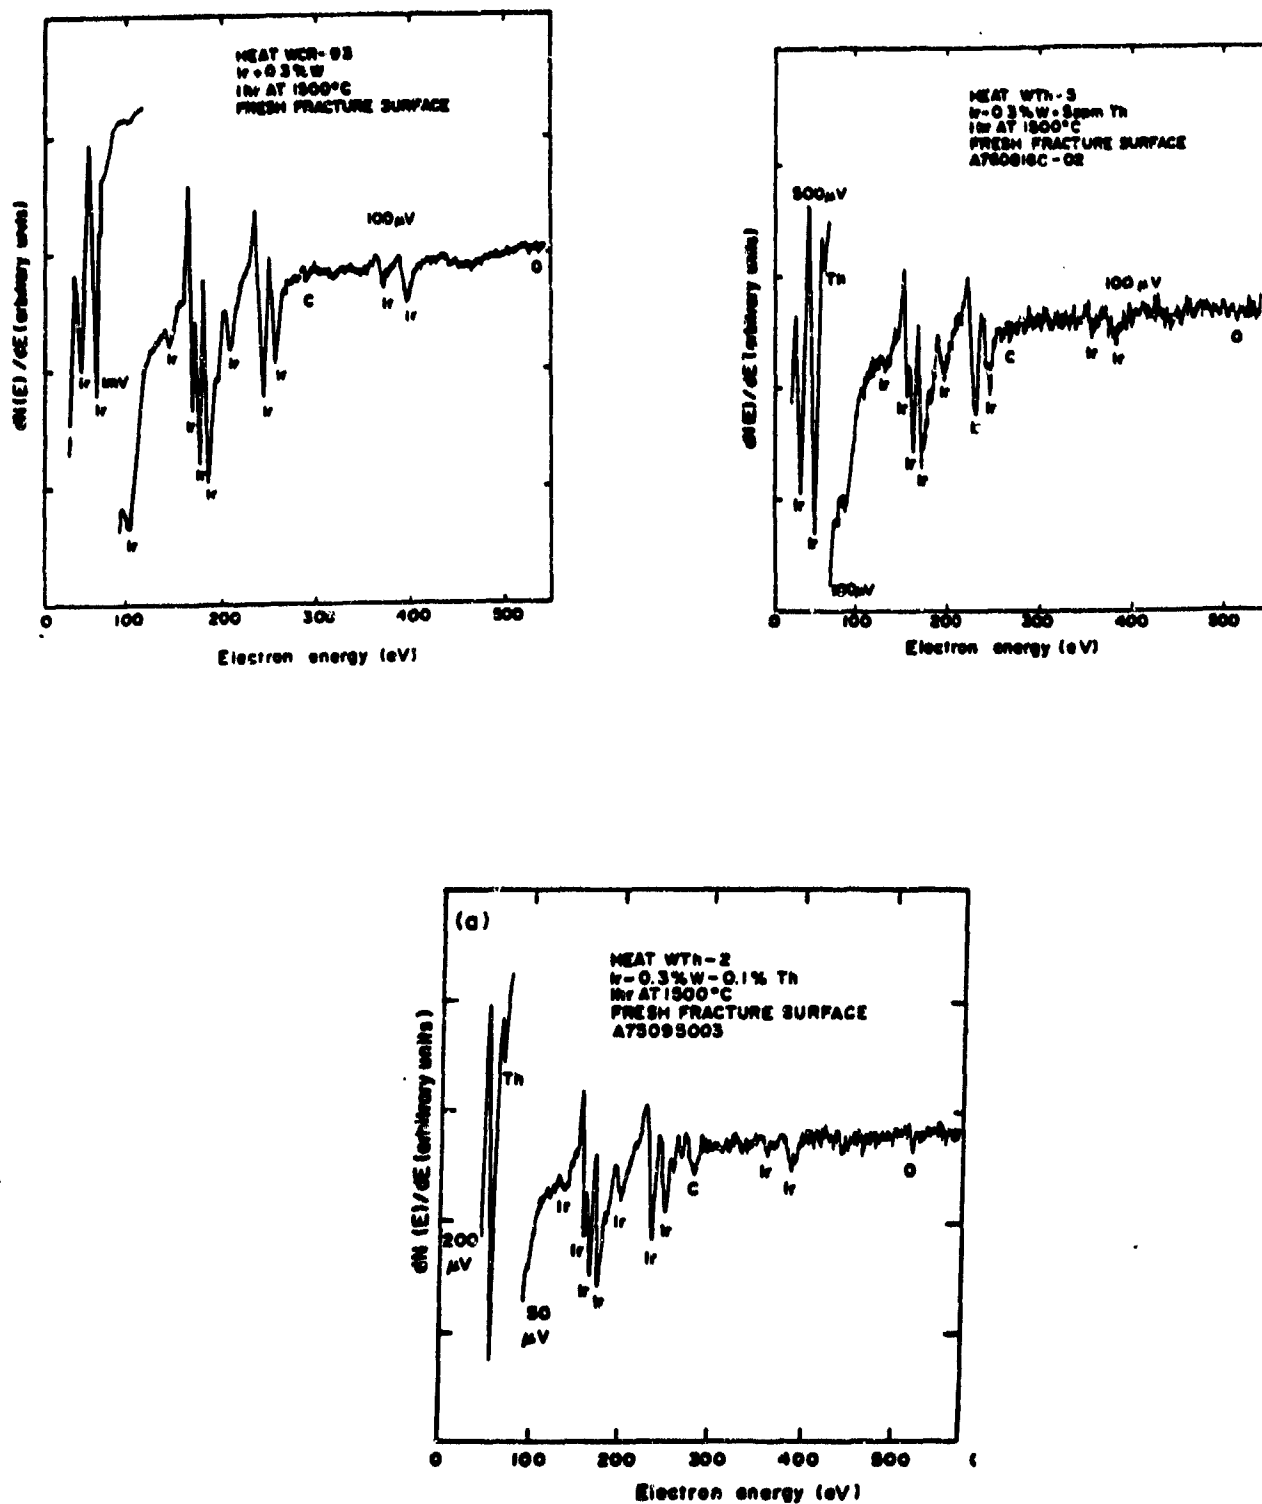 HEAT WCR-93
Ir-0.3%W
1hr AT 1500°C
FRESH FRACTURE SURFACE
100μV
O
C
Ir
Ir
Ir
Ir
Ir
Ir 1mV
Ir
Ir
Ir
Ir
Ir
Ir
dN(E)/dE (arbitrary units)
0 100 200 300 400 500
Electron energy (eV)
HEAT WTh-5
Ir-0.3%W-5ppm Th
1hr AT 1500°C
FRESH FRACTURE SURFACE
500μV
Th
100μV
O
C
Ir
Ir
Ir
Ir
Ir
Ir
Ir
Ir
Ir
Ir
Ir
dN(E)/dE (arbitrary units)
0 100 200 300 400 500
Electron energy (eV)
(a)
HEAT WTh-2
Ir-0.3%W-0.1% Th
1hr AT 1500°C
FRESH FRACTURE SURFACE
Th
Ir
Ir
C
O
Ir
Ir
Ir
Ir
Ir
Ir
Ir
200
μV
50
μV
dN(E)/dE (arbitrary units)
0 100 200 300 400 500
Electron energy (eV)